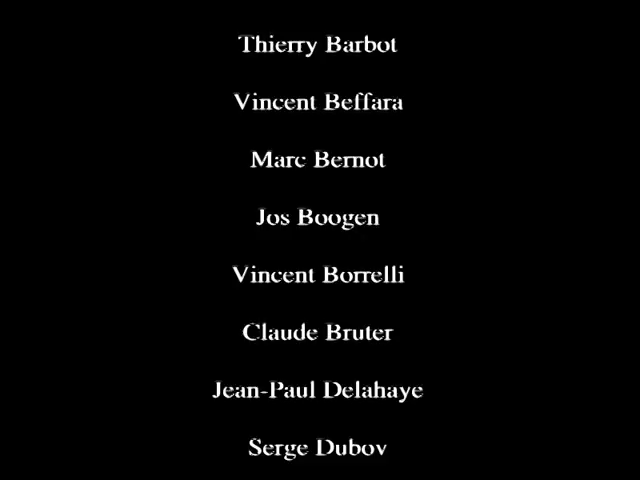 Thierry Barbot
Vincent Beffara
Marc Bernot
Jos Boogen
Vincent Borrelli
Claude Bruter
Jean-Paul Delahaye
Serge Dubov